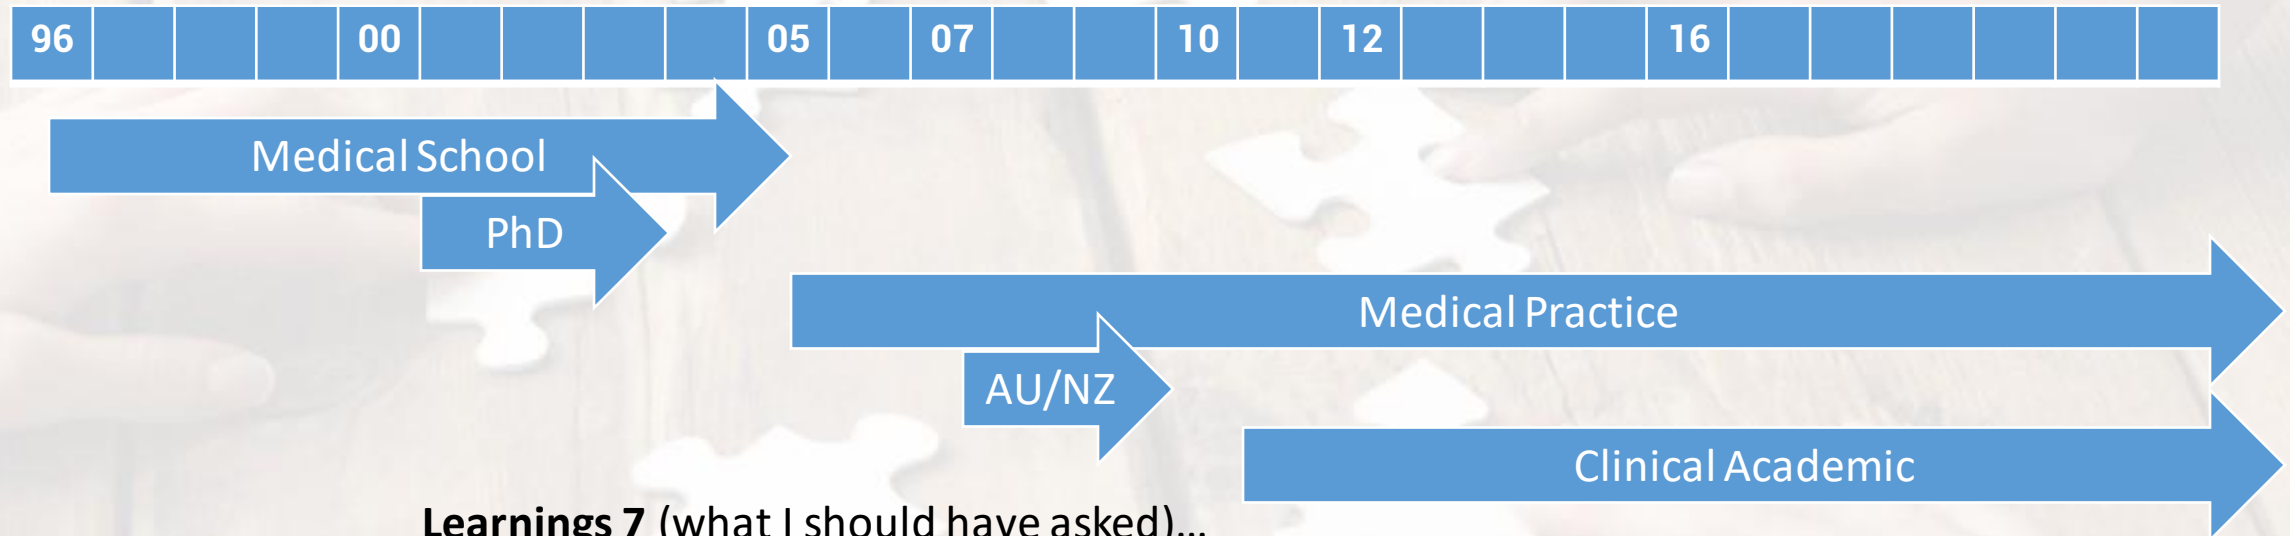 96 00 05 07 10 12 16
Medical School
PhD
Medical Practice
AU/NZ
Clinical Academic
Learnings 7 (what I should have asked)...